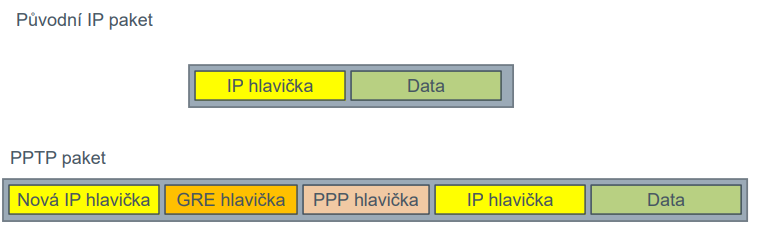 Původní IP paket
IP hlavička Data
PPTP paket
Nová IP hlavička GRE hlavička PPP hlavička IP hlavička Data